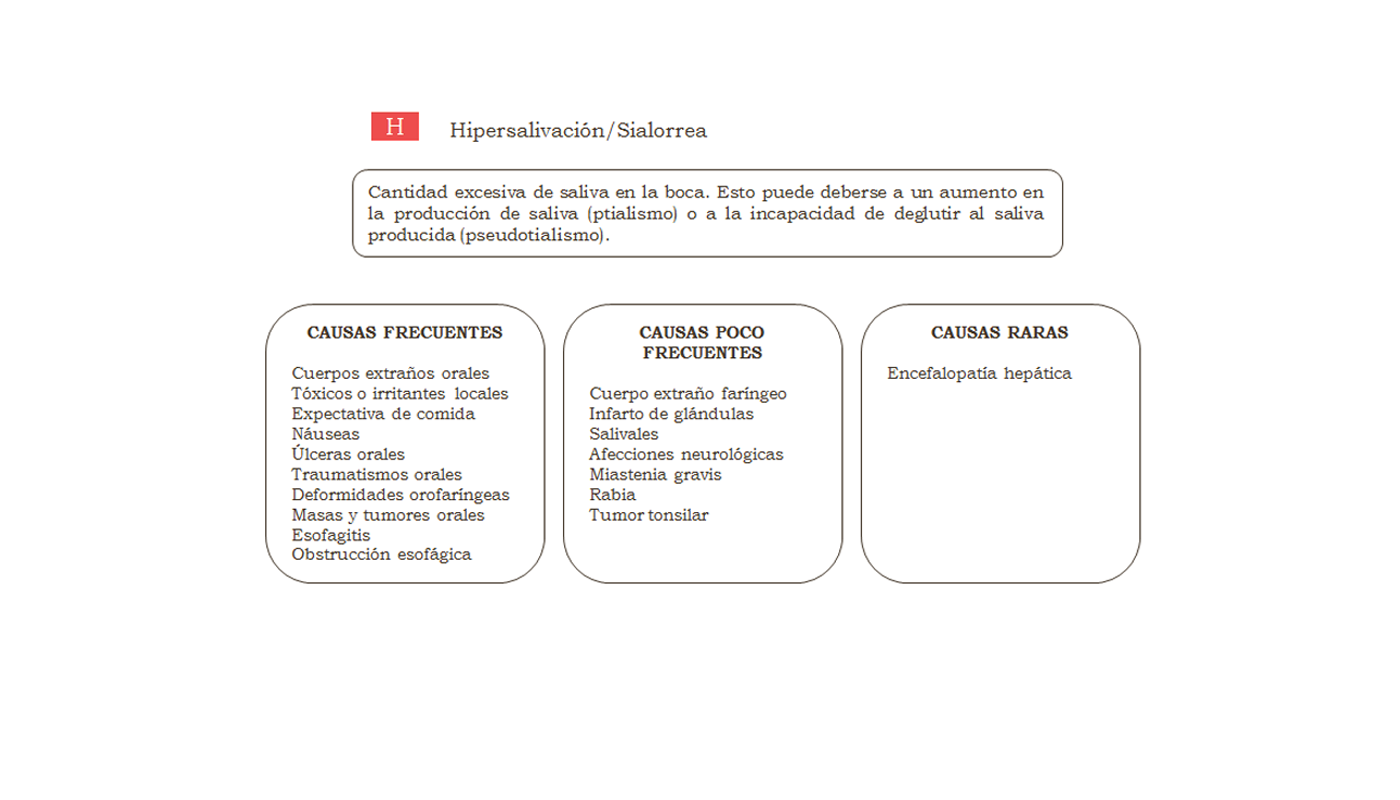 H
Hipersalivación/Sialorrea
Cantidad excesiva de saliva en la boca. Esto puede deberse a un aumento en
la producción de saliva (ptialismo) o a la incapacidad de deglutir al saliva
producida (pseudotialismo).
CAUSAS FRECUENTES
Cuerpos extraños orales
Tóxicos o irritantes locales
Expectativa de comida
Náuseas
Úlceras orales
Traumatismos orales
Deformidades orofaríngeas
Masas y tumores orales
Esofagitis
Obstrucción esofágica
CAUSAS POCO
FRECUENTES
Cuerpo extraño faríngeo
Infarto de glándulas
Salivales
Afecciones neurológicas
Miastenia gravis
Rabia
Tumor tonsilar
CAUSAS RARAS
Encefalopatía hepática